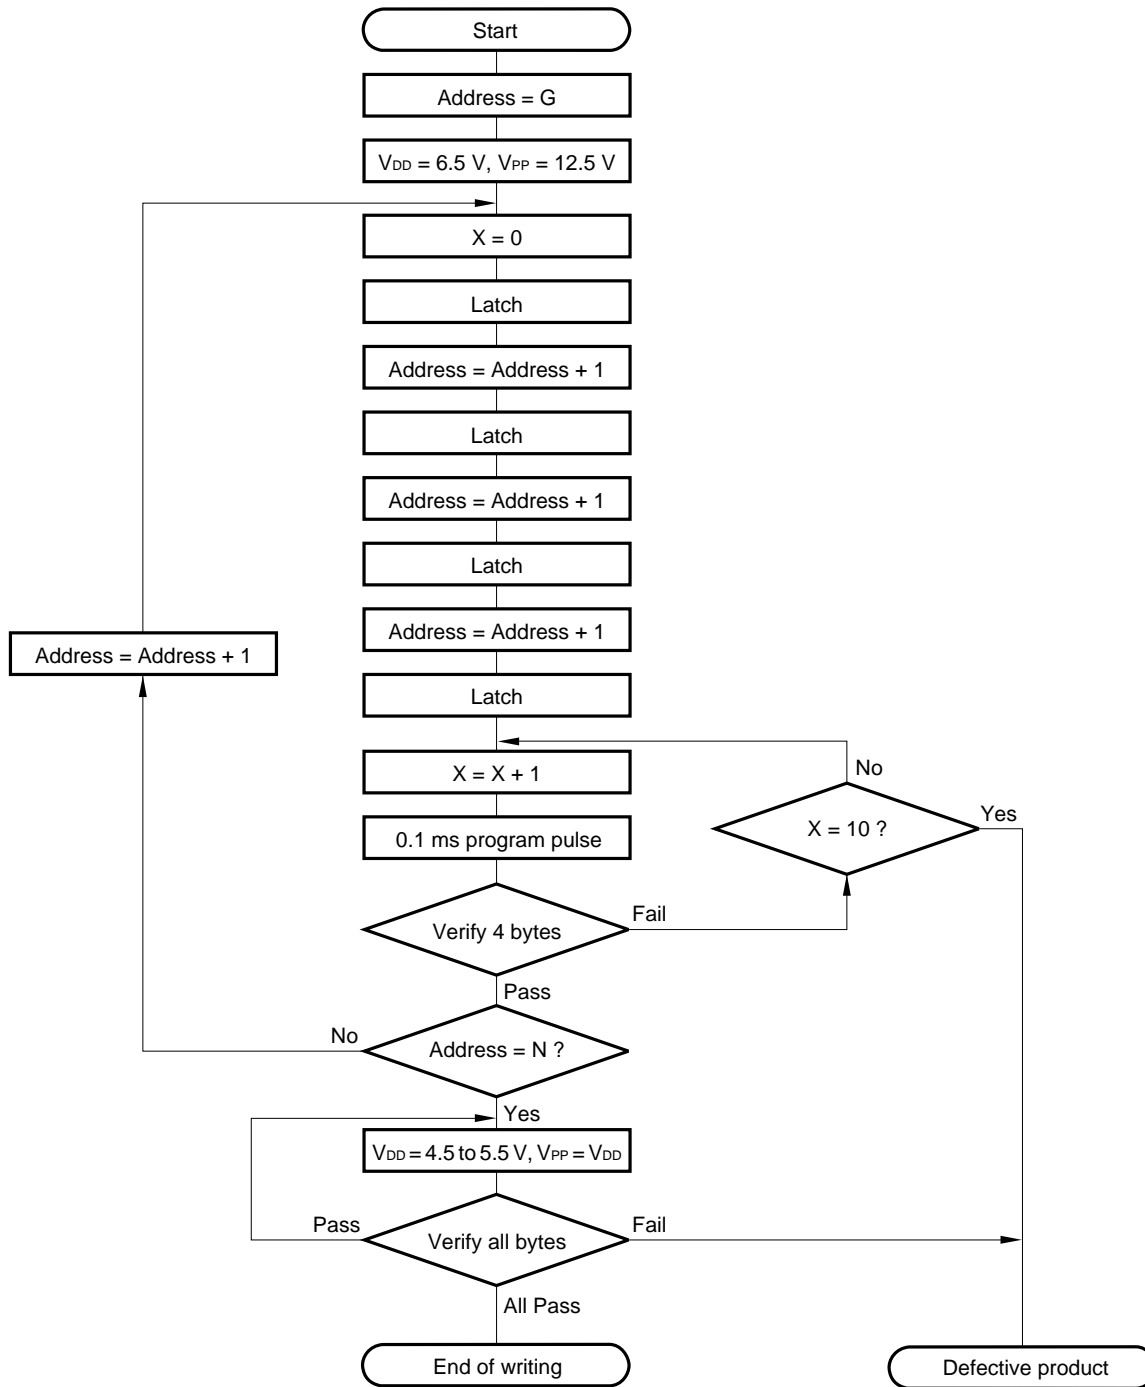 Start
Address = G
VDD = 6.5 V, VPP = 12.5 V
X = 0
Latch
Address = Address + 1
Latch
Address = Address + 1
Latch
Address = Address + 1
Address = Address + 1
Latch
X = X + 1
No
X = 10 ?
Yes
0.1 ms program pulse
Verify 4 bytes
Fail
Pass
No
Address = N ?
Yes
VDD = 4.5 to 5.5 V, VPP = VDD
Pass
Verify all bytes
Fail
All Pass
End of writing
Defective product